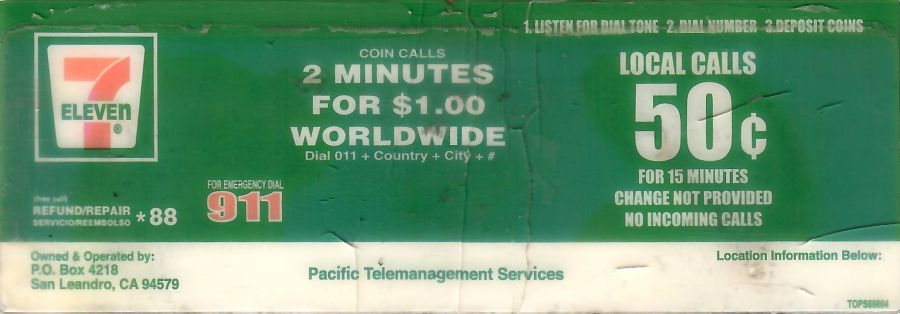 1. LISTEN FOR DIAL TONE 2. DIAL NUMBER 3. DEPOSIT COINS
7
ELEVEn
®
COIN CALLS
2 MINUTES
FOR $1.00
WORLDWIDE
Dial 011 + Country + City + #
LOCAL CALLS
50¢
FOR 15 MINUTES
CHANGE NOT PROVIDED
NO INCOMING CALLS
(free call)
REFUND/REPAIR
SERVICIO/REEMBOLSO
*88
FOR EMERGENCY DIAL
911
Owned & Operated by:
P.O. Box 4218
San Leandro, CA 94579
Pacific Telemanagement Services
Location Information Below: